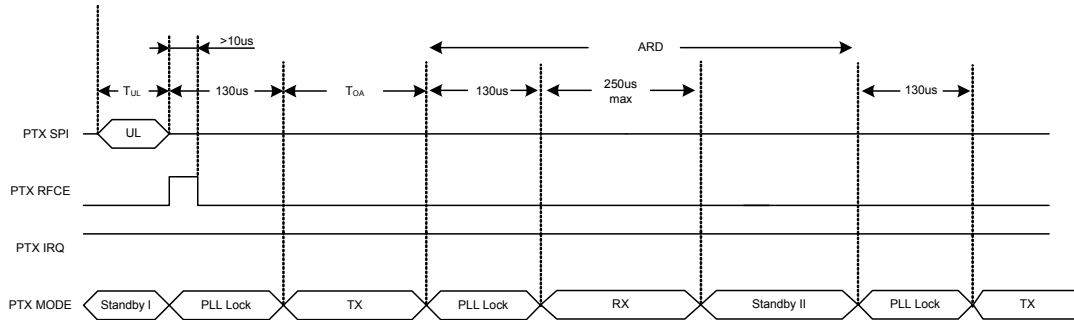 >10us
ARD
TUL
130us
TOA
130us
250us
max
130us
PTX SPI
UL
PTX RFCE
PTX IRQ
PTX MODE
Standby I
PLL Lock
TX
PLL Lock
RX
Standby II
PLL Lock
TX